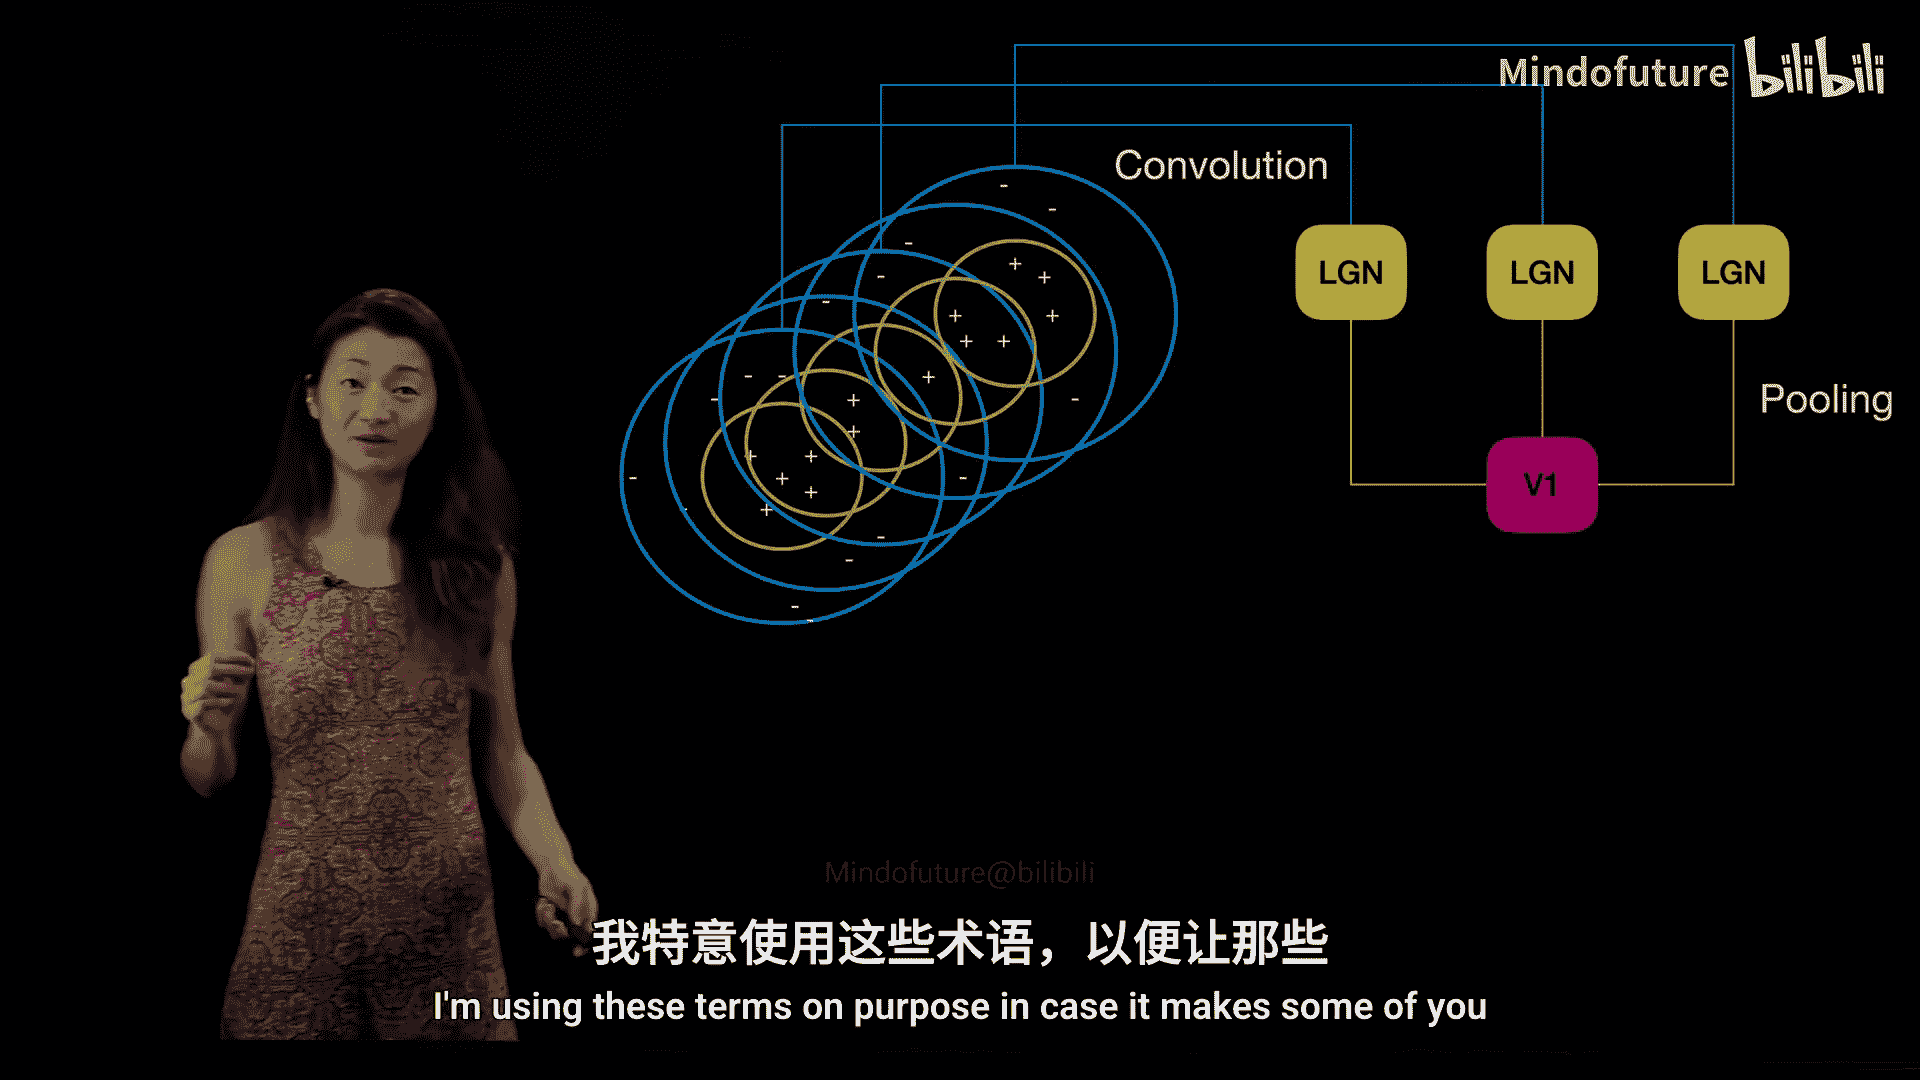 Mindofuture bilibili
Convolution
LGN LGN LGN
Pooling
V1
Mindofuture@bilibili
我特意使用这些术语，以便让那些
I'm using these terms on purpose in case it makes some of you